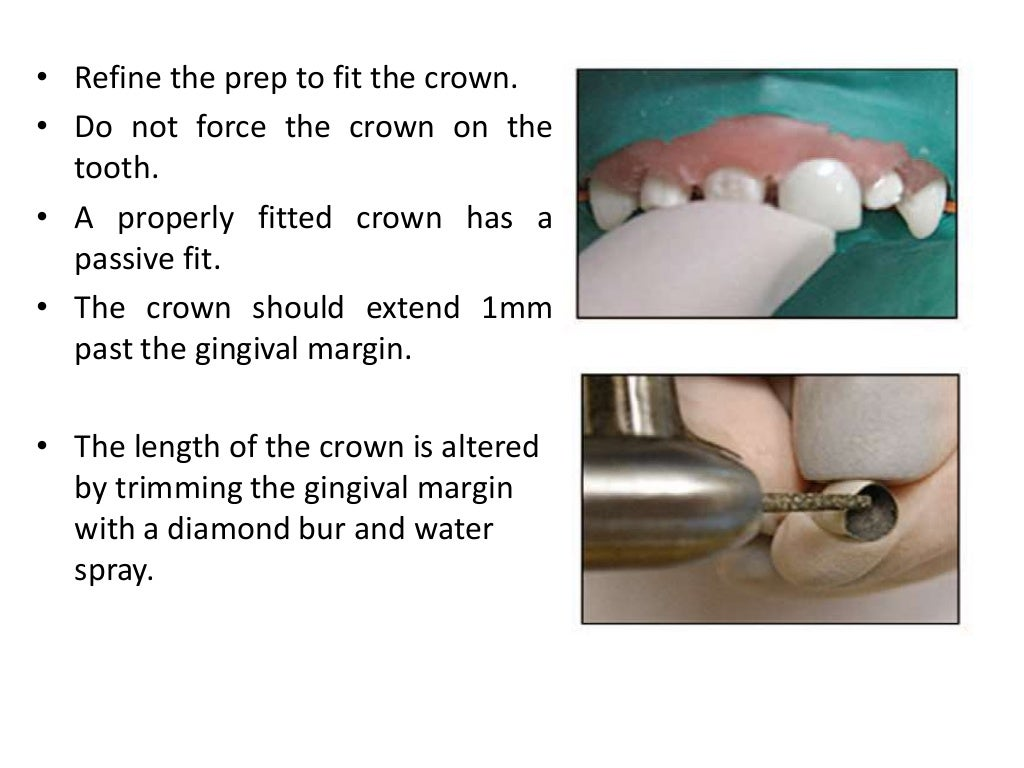 • Refine the prep to fit the crown.
• Do not force the crown on the
tooth.
• A properly fitted crown has a
passive fit.
• The crown should extend 1mm
past the gingival margin.
• The length of the crown is altered
by trimming the gingival margin
with a diamond bur and water
spray.